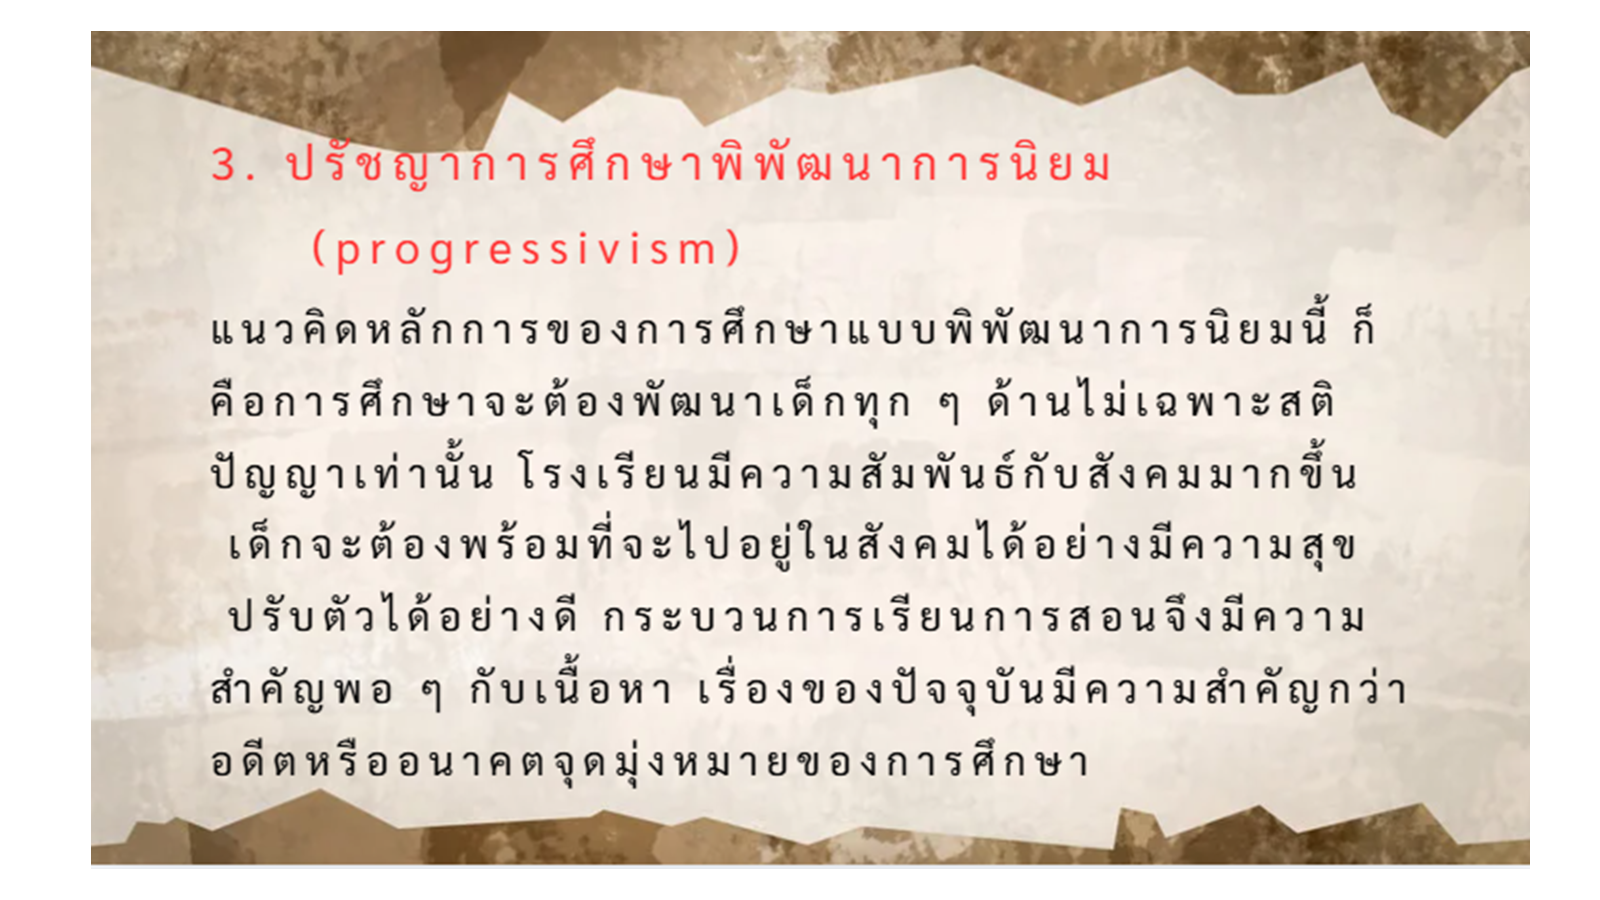 3. ปรัชญาการศึกษาพิพัฒนาการนิยม
(progressivism)
แนวคิดหลักการของการศึกษาแบบพิพัฒนาการนิยมนี้ ก็
คือการศึกษาจะต้องพัฒนาเด็กทุก ๆ ด้านไม่เฉพาะสติ
ปัญญาเท่านั้น โรงเรียนมีความสัมพันธ์กับสังคมมากขึ้น
เด็กจะต้องพร้อมที่จะไปอยู่ในสังคมได้อย่างมีความสุข
ปรับตัวได้อย่างดี กระบวนการเรียนการสอนจึงมีความ
สำคัญพอ ๆ กับเนื้อหา เรื่องของปัจจุบันมีความสำคัญกว่า
อดีตหรืออนาคตจุดมุ่งหมายของการศึกษา